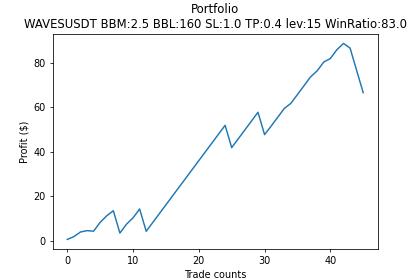 Portfolio
WAVESUSDT BBM:2.5 BBL:160 SL:1.0 TP:0.4 lev:15 WinRatio:83.0
Profit ($)
80
60
40
20
0
0 10 20 30 40
Trade counts